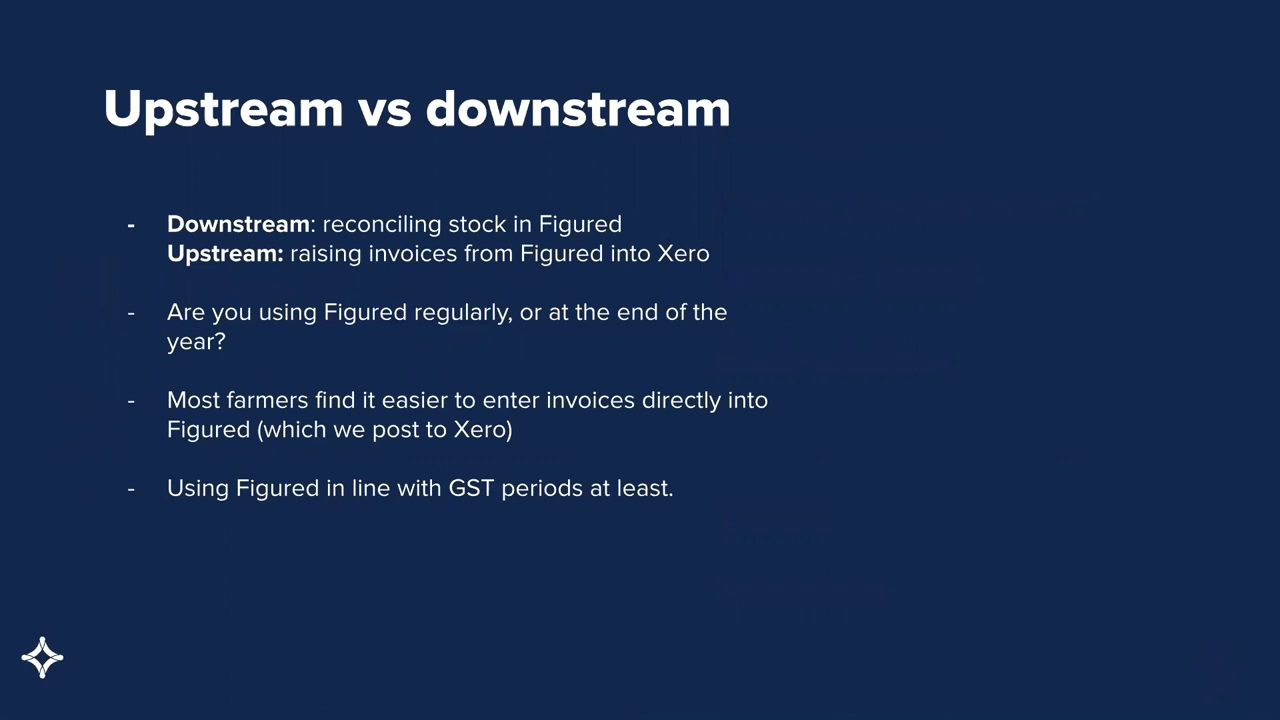 Upstream vs downstream
- Downstream: reconciling stock in Figured
Upstream: raising invoices from Figured into Xero
- Are you using Figured regularly, or at the end of the
year?
- Most farmers find it easier to enter invoices directly into
Figured (which we post to Xero)
- Using Figured in line with GST periods at least.